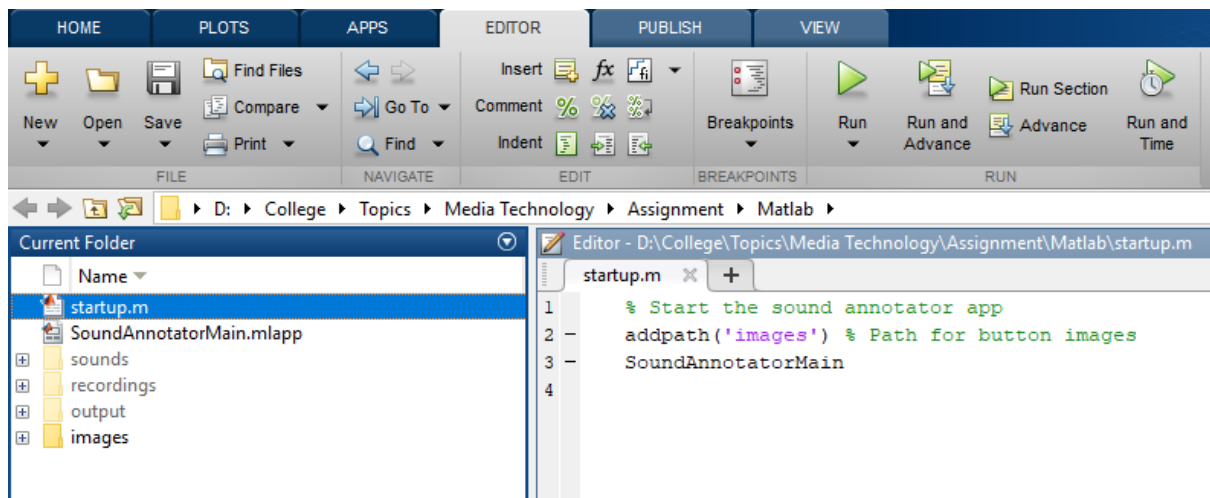 HOME PLOTS APPS EDITOR PUBLISH VIEW
New Open Save Find Files Compare Print
FILE
Go To Find
NAVIGATE
Insert fx fi
Comment % % %
Indent
EDIT
Breakpoints
BREAKPOINTS
Run Run and Advance Run Section Advance Run and Time
RUN
D: College Topics Media Technology Assignment Matlab
Current Folder
Name
startup.m
SoundAnnotatorMain.mlapp
sounds
recordings
output
images
Editor - D:\College\Topics\Media Technology\Assignment\Matlab\startup.m
startup.m +
1 % Start the sound annotator app
2 – addpath('images') % Path for button images
3 – SoundAnnotatorMain
4